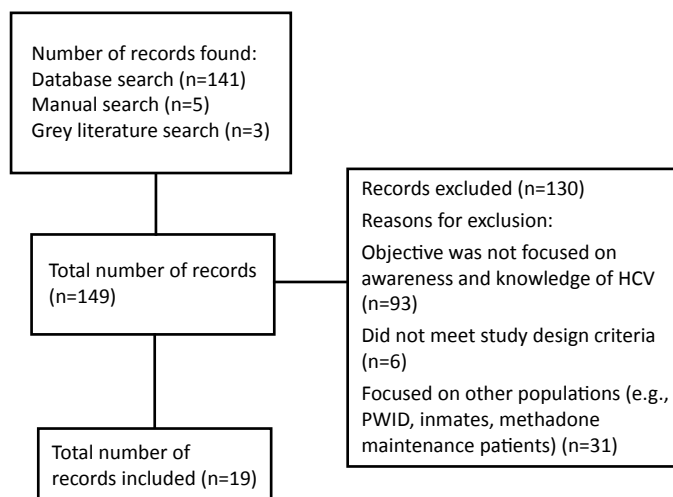 Number of records found:
Database search (n=141)
Manual search (n=5)
Grey literature search (n=3)
Total number of records
(n=149)
Records excluded (n=130)
Reasons for exclusion:
Objective was not focused on
awareness and knowledge of HCV
(n=93)
Did not meet study design criteria
(n=6)
Focused on other populations (e.g.,
PWID, inmates, methadone
maintenance patients) (n=31)
Total number of
records included (n=19)